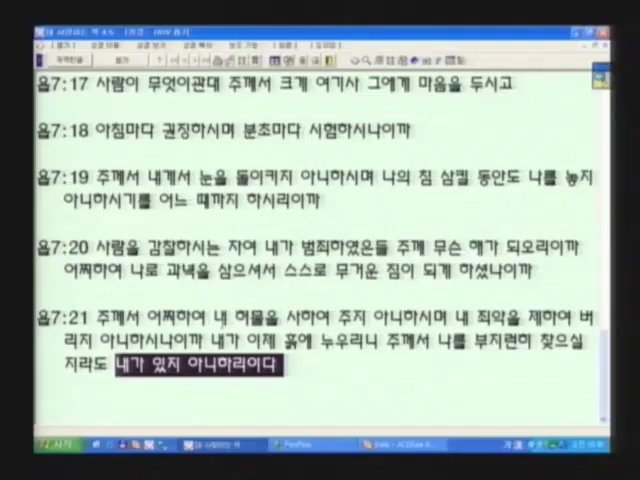 욥7:17 사람이 무엇이관대 주께서 크게 여기사 그에게 마음을 두시고
욥7:18 아침마다 권징하시며 분초마다 시험하시나이까
욥7:19 주께서 내게서 눈을 돌이키지 아니하시며 나의 침 삼킬 동안도 나를 놓지
아니하시기를 어느 때까지 하시리이까
욥7:20 사람을 감찰하시는 자여 내가 범죄하였은들 주께 무슨 해가 되오리이까
어찌하여 나로 과녁을 삼으셔서 스스로 무거운 짐이 되게 하셨나이까
욥7:21 주께서 어찌하여 내 허물을 사하여 주지 아니하시며 내 죄악을 제하여 버
리지 아니하시나이까 내가 이제 흙에 누우리니 주께서 나를 부지런히 찾으실
지라도 내가 있지 아니하리이다
시작